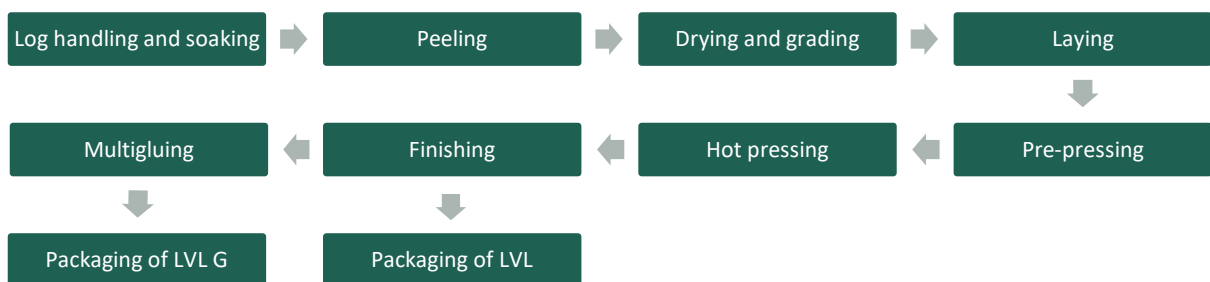 Log handling and soaking
Peeling
Drying and grading
Laying
Multigluing
Finishing
Hot pressing
Pre-pressing
Packaging of LVL G
Packaging of LVL